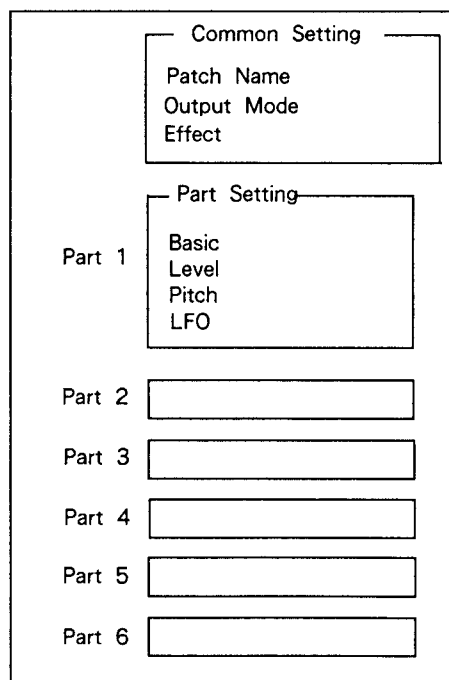 Common Setting
Patch Name
Output Mode
Effect
Part Setting
Part 1
Basic
Level
Pitch
LFO
Part 2
Part 3
Part 4
Part 5
Part 6